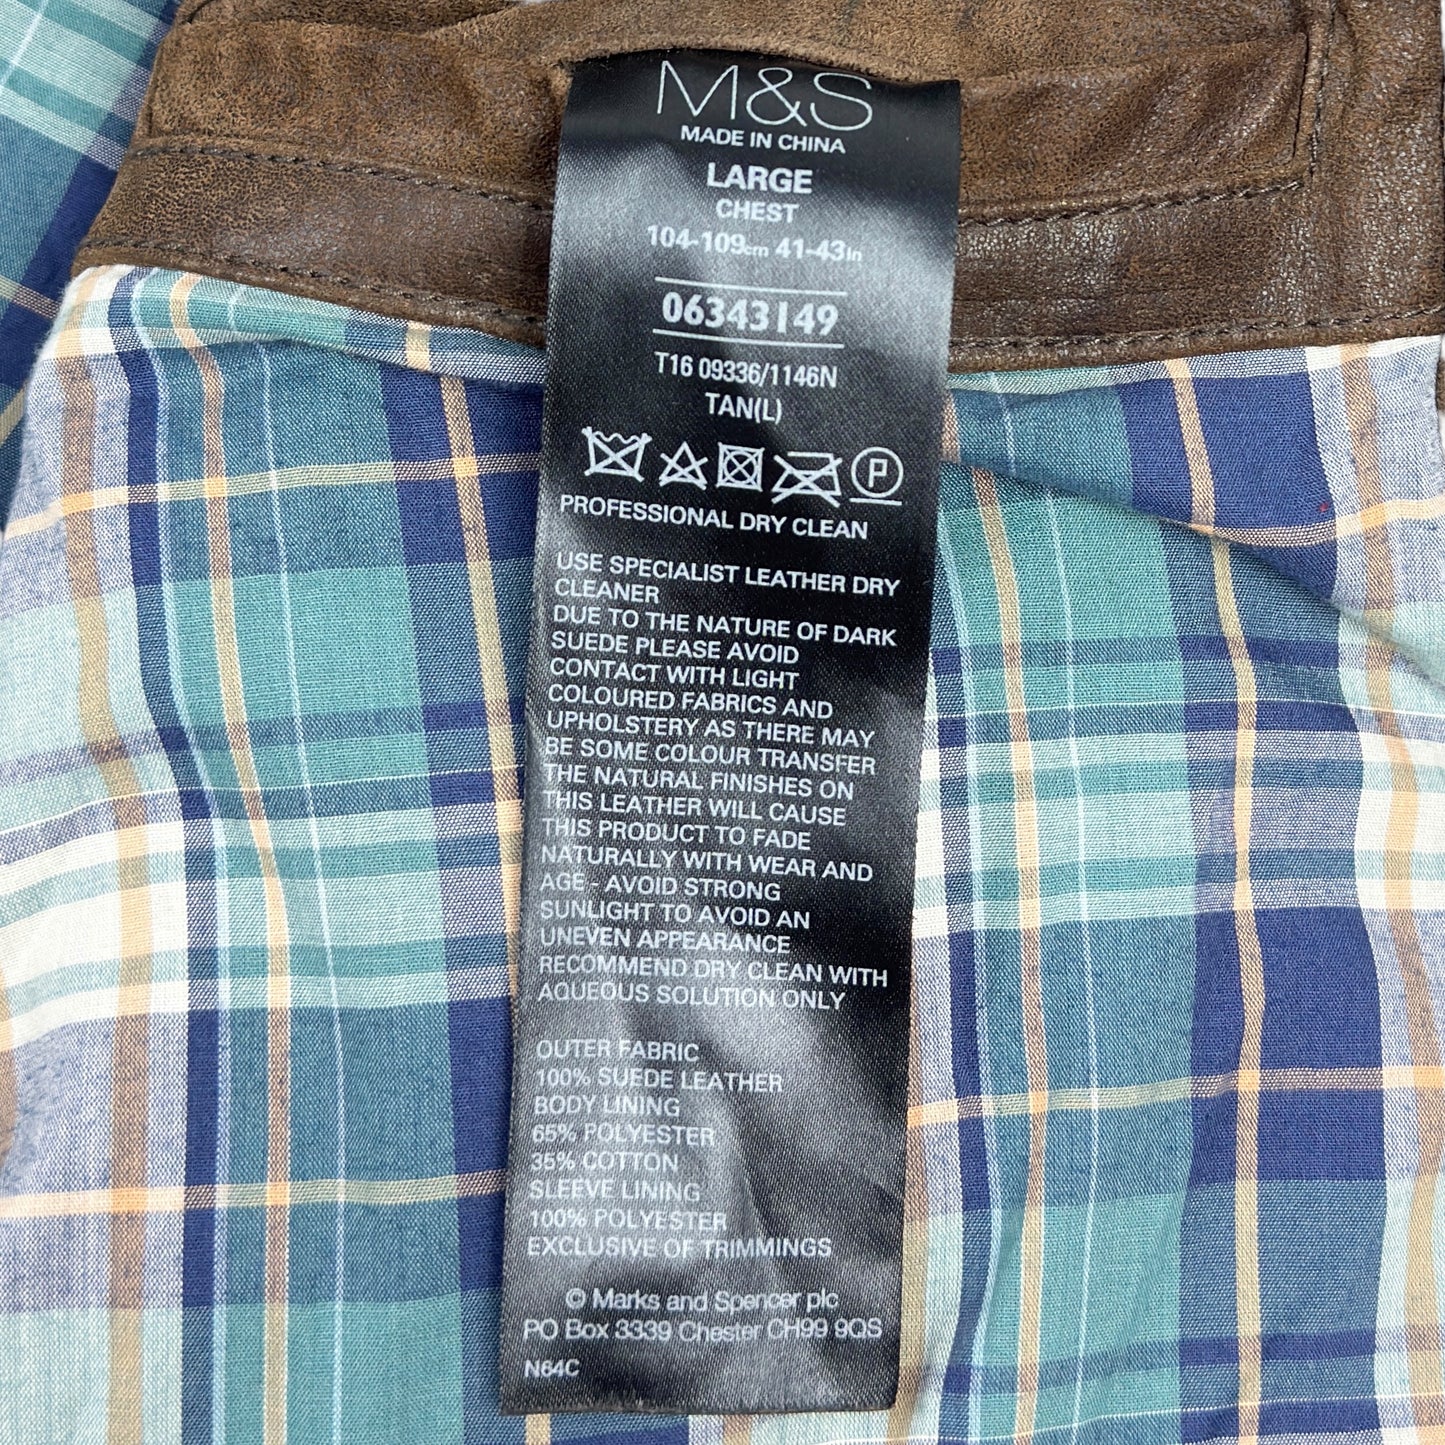 M&S
MADE IN CHINA
LARGE
CHEST
104-109cm 41-43in
06343149
T16 09336/1146N
TAN(L)
P
PROFESSIONAL DRY CLEAN
USE SPECIALIST LEATHER DRY
CLEANER
DUE TO THE NATURE OF DARK
SUEDE PLEASE AVOID
CONTACT WITH LIGHT
COLOURED FABRICS AND
UPHOLSTERY AS THERE MAY
BE SOME COLOUR TRANSFER
THE NATURAL FINISHES ON
THIS LEATHER WILL CAUSE
THIS PRODUCT TO FADE
NATURALLY WITH WEAR AND
AGE - AVOID STRONG
SUNLIGHT TO AVOID AN
UNEVEN APPEARANCE
RECOMMEND DRY CLEAN WITH
AQUEOUS SOLUTION ONLY
OUTER FABRIC
100% SUEDE LEATHER
BODY LINING
65% POLYESTER
35% COTTON
SLEEVE LINING
100% POLYESTER
EXCLUSIVE OF TRIMMINGS
© Marks and Spencer plc
PO Box 3339 Chester CH99 9QS
N64C